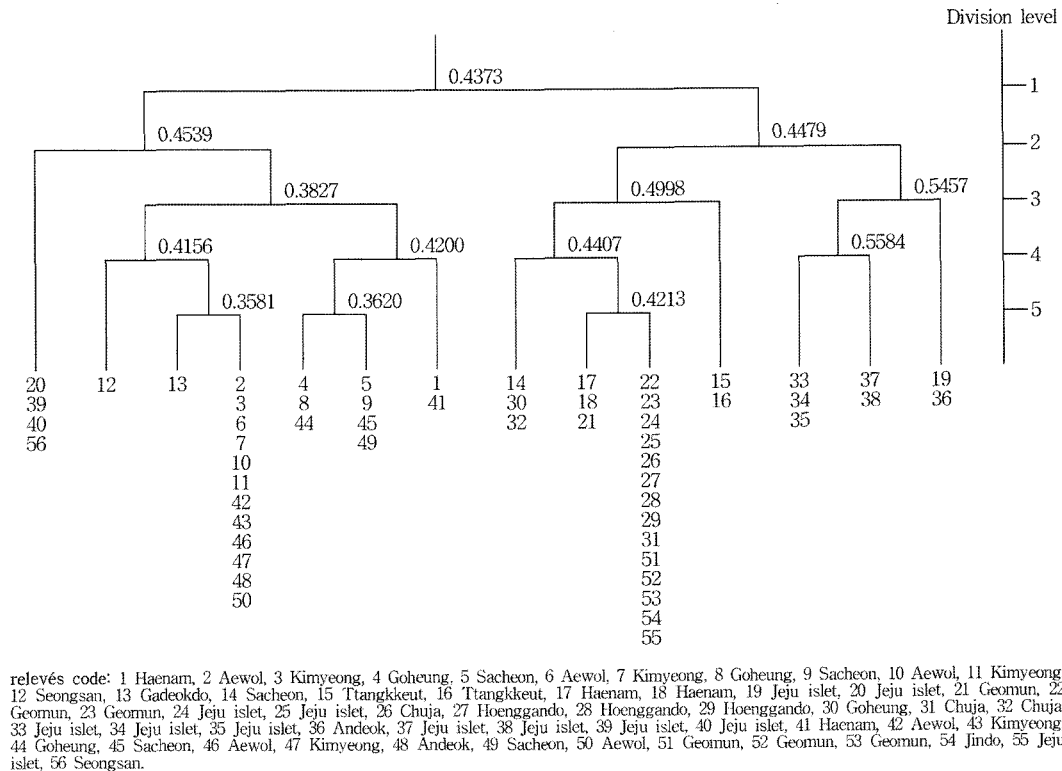 Division level
0.4373
1
0.4539
0.4479
2
0.3827
0.4998
0.5457
3
0.4156
0.4200
0.4407
0.5584
4
0.3581
0.3620
0.4213
5
20 12 13 2 4 5 1 14 17 22 15 33 37 19
39 3 8 9 41 30 18 23 16 34 38 36
40 6 44 45 32 21 24 35
56 7 49 25
10 26
11 27
42 28
43 29
46 31
47 51
48 52
50 53
54
55
relevés code: 1 Haenam, 2 Aewol, 3 Kimyeong, 4 Goheung, 5 Sacheon, 6 Aewol, 7 Kimyeong, 8 Goheung, 9 Sacheon, 10 Aewol, 11 Kimyeong
12 Seongsan, 13 Gadeokdo, 14 Sacheon, 15 Ttangkkeut, 16 Ttangkkeut, 17 Haenam, 18 Haenam, 19 Jeju islet, 20 Jeju islet, 21 Geomun, 22
Geomun, 23 Geomun, 24 Jeju islet, 25 Jeju islet, 26 Chuja, 27 Hoenggando, 28 Hoenggando, 29 Hoenggando, 30 Goheung, 31 Chuja, 32 Chuja
33 Jeju islet, 34 Jeju islet, 35 Jeju islet, 36 Andeok, 37 Jeju islet, 38 Jeju islet, 39 Jeju islet, 40 Jeju islet, 41 Haenam, 42 Aewol, 43 Kimyeong
44 Goheung, 45 Sacheon, 46 Aewol, 47 Kimyeong, 48 Andeok, 49 Sacheon, 50 Aewol, 51 Geomun, 52 Geomun, 53 Geomun, 54 Jindo, 55 Jeju
islet, 56 Seongsan.